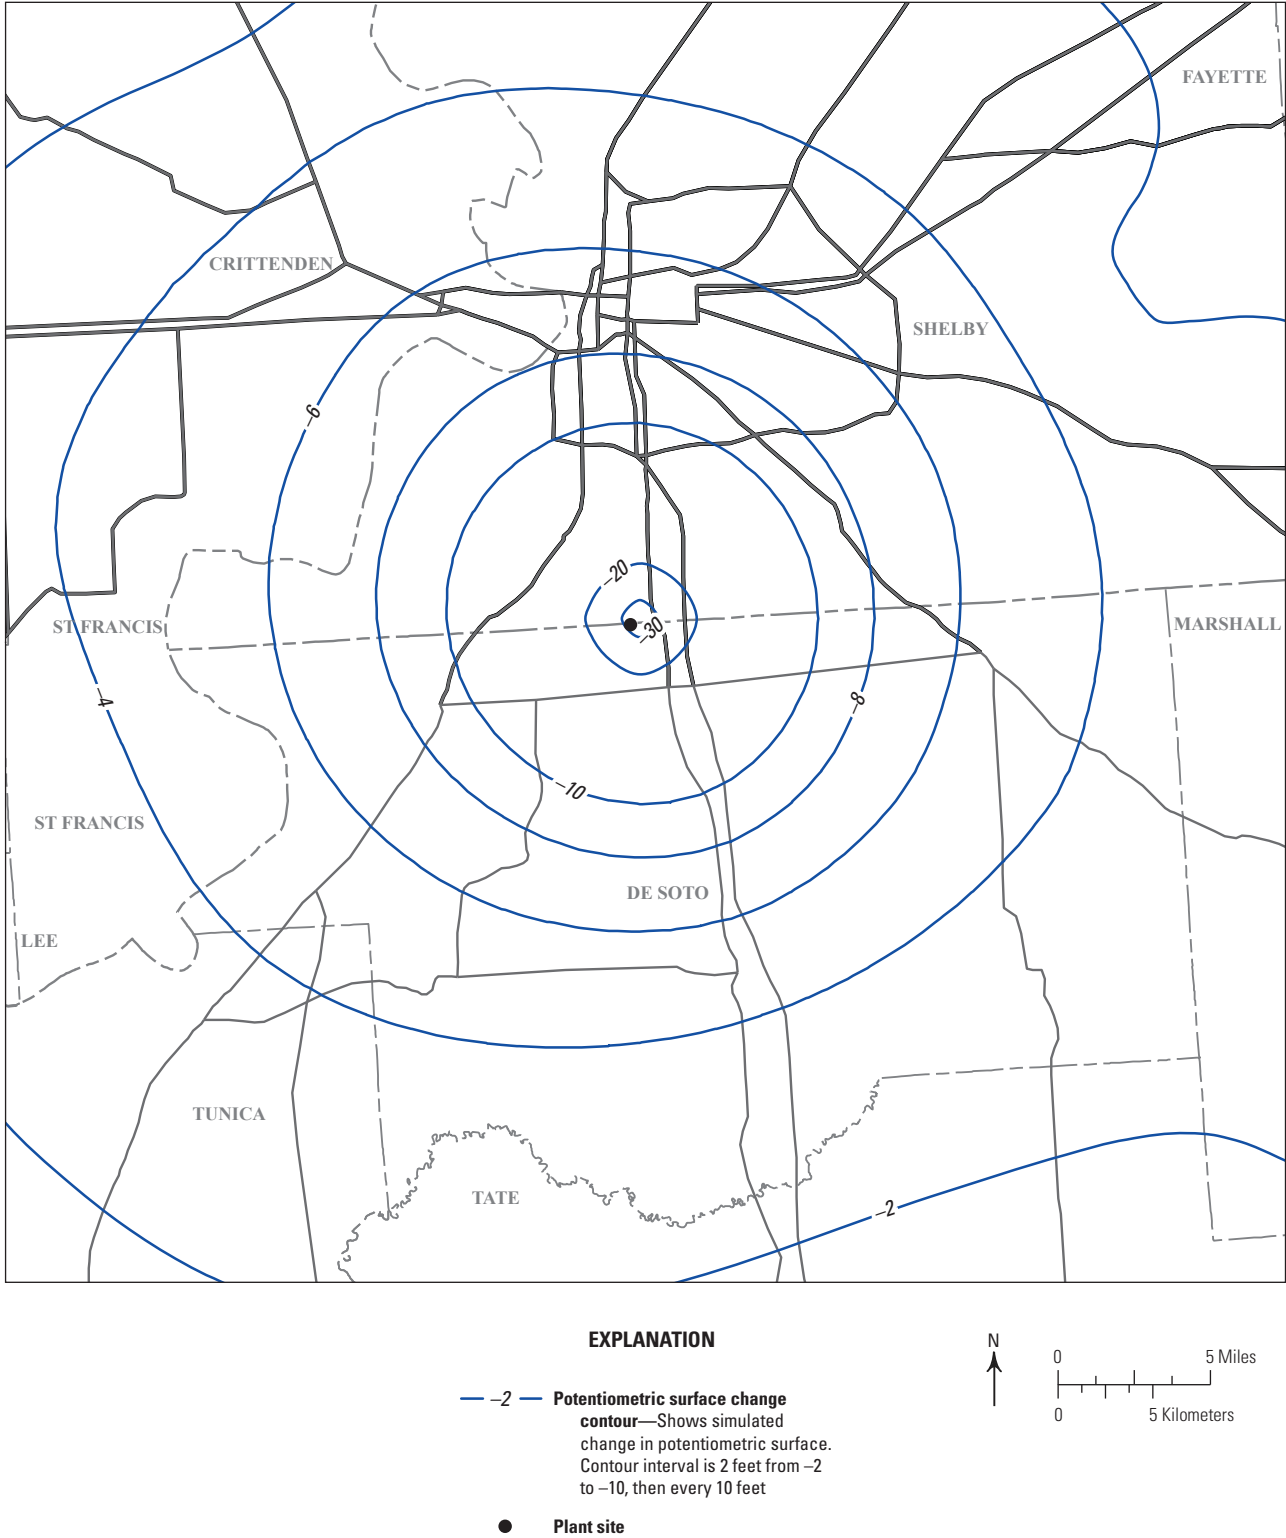 FAYETTE
CRITTENDEN
SHELBY
–6
–20
ST FRANCIS
–30
MARSHALL
–4
–8
–10
ST FRANCIS
DE SOTO
LEE
TUNICA
TATE
–2
EXPLANATION
–2 Potentiometric surface change
contour—Shows simulated
change in potentiometric surface.
Contour interval is 2 feet from –2
to –10, then every 10 feet
Plant site
N
0 5 Miles
0 5 Kilometers